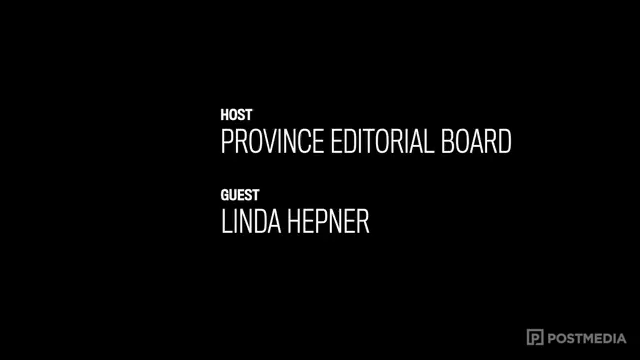 HOST
PROVINCE EDITORIAL BOARD
GUEST
LINDA HEPNER
P POSTMEDIA